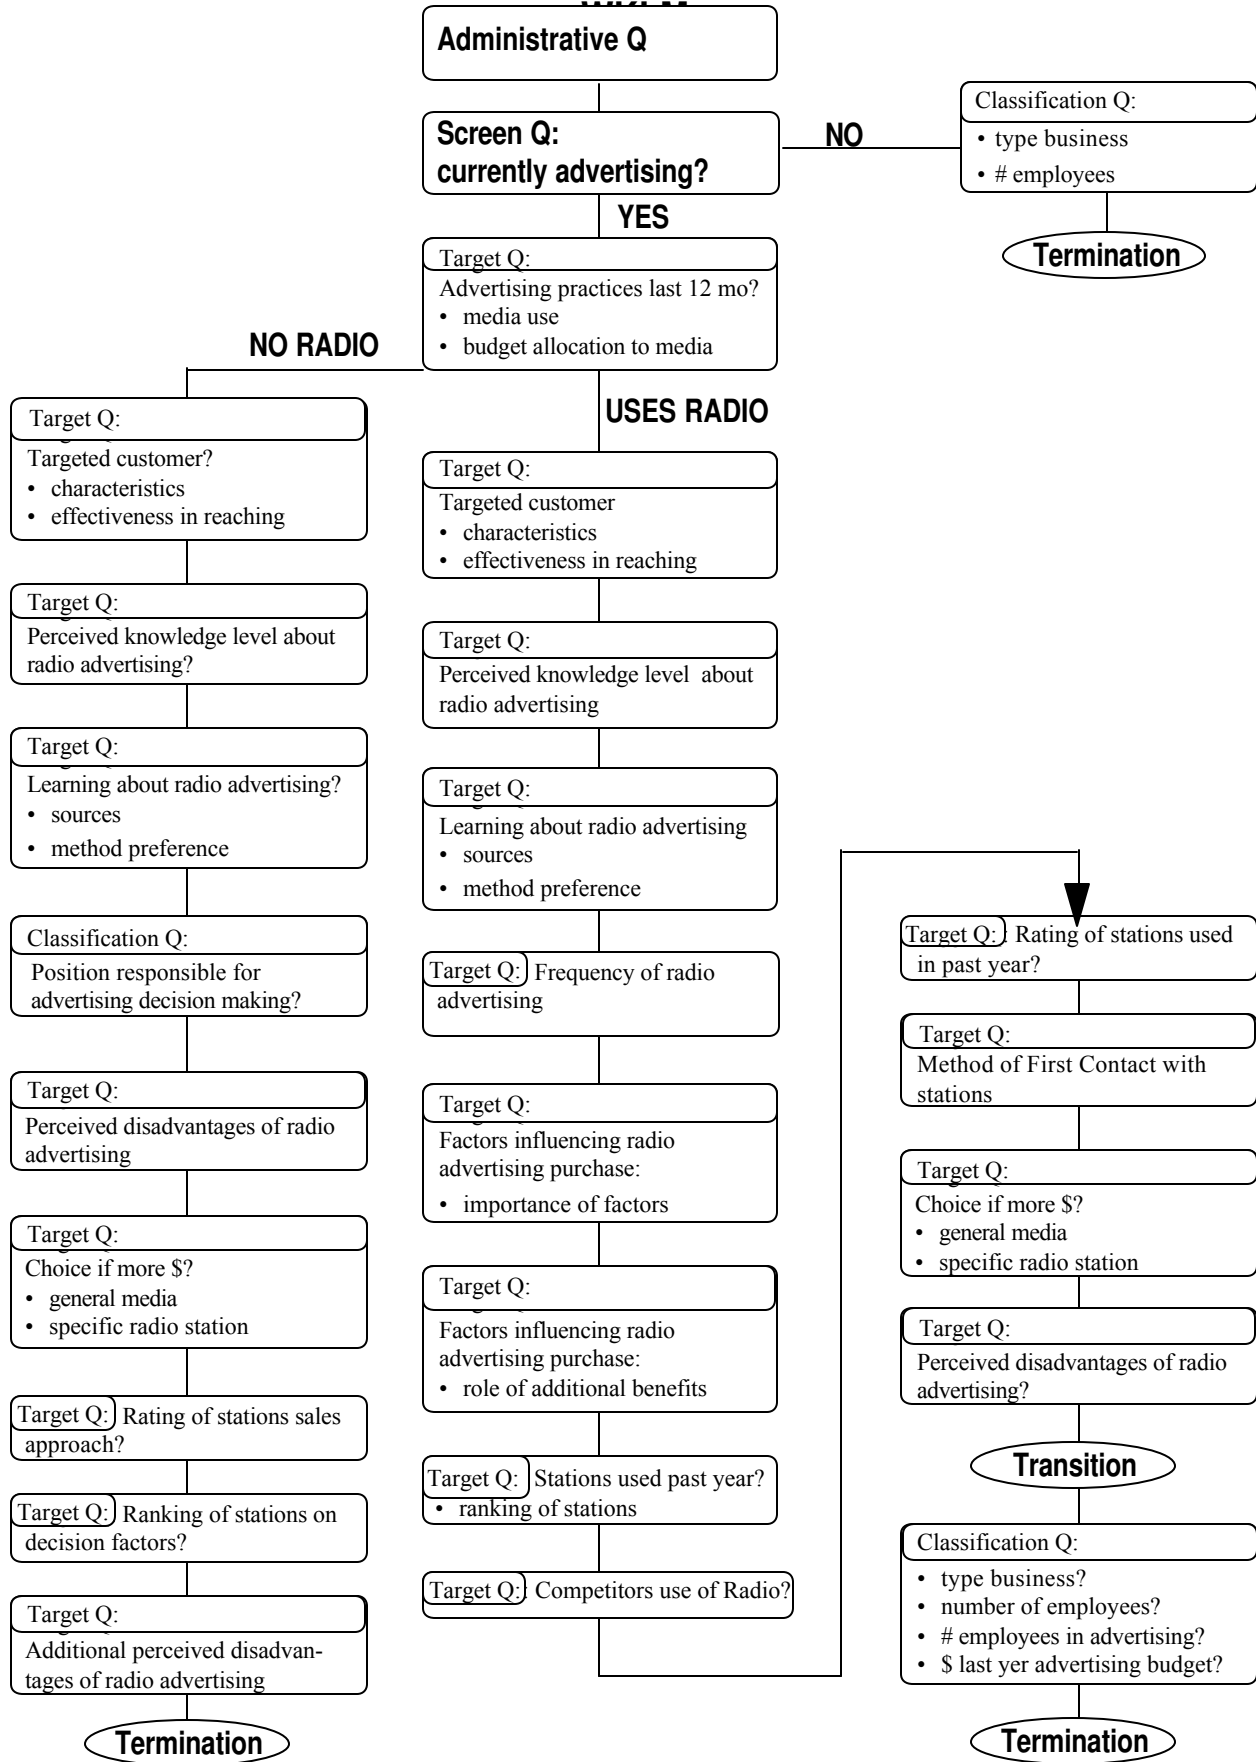 Administrative Q
Screen Q:
currently advertising?
NO
Classification Q:
• type business
• # employees
Termination
YES
Target Q:
Advertising practices last 12 mo?
• media use
• budget allocation to media
NO RADIO
USES RADIO
Target Q:
Targeted customer?
• characteristics
• effectiveness in reaching
Target Q:
Perceived knowledge level about
radio advertising?
Target Q:
Learning about radio advertising?
• sources
• method preference
Classification Q:
Position responsible for
advertising decision making?
Target Q:
Perceived disadvantages of radio
advertising
Target Q:
Choice if more $?
• general media
• specific radio station
Target Q: Rating of stations sales
approach?
Target Q: Ranking of stations on
decision factors?
Target Q:
Additional perceived disadvan-
tages of radio advertising
Termination
Target Q:
Targeted customer
• characteristics
• effectiveness in reaching
Target Q:
Perceived knowledge level about
radio advertising
Target Q:
Learning about radio advertising
• sources
• method preference
Target Q: Frequency of radio
advertising
Target Q:
Factors influencing radio
advertising purchase:
• importance of factors
Target Q:
Factors influencing radio
advertising purchase:
• role of additional benefits
Target Q: Stations used past year?
• ranking of stations
Target Q: Competitors use of Radio?
Target Q: : Rating of stations used
in past year?
Target Q:
Method of First Contact with
stations
Target Q:
Choice if more $?
• general media
• specific radio station
Target Q:
Perceived disadvantages of radio
advertising?
Transition
Classification Q:
• type business?
• number of employees?
• # employees in advertising?
• $ last yer advertising budget?
Termination